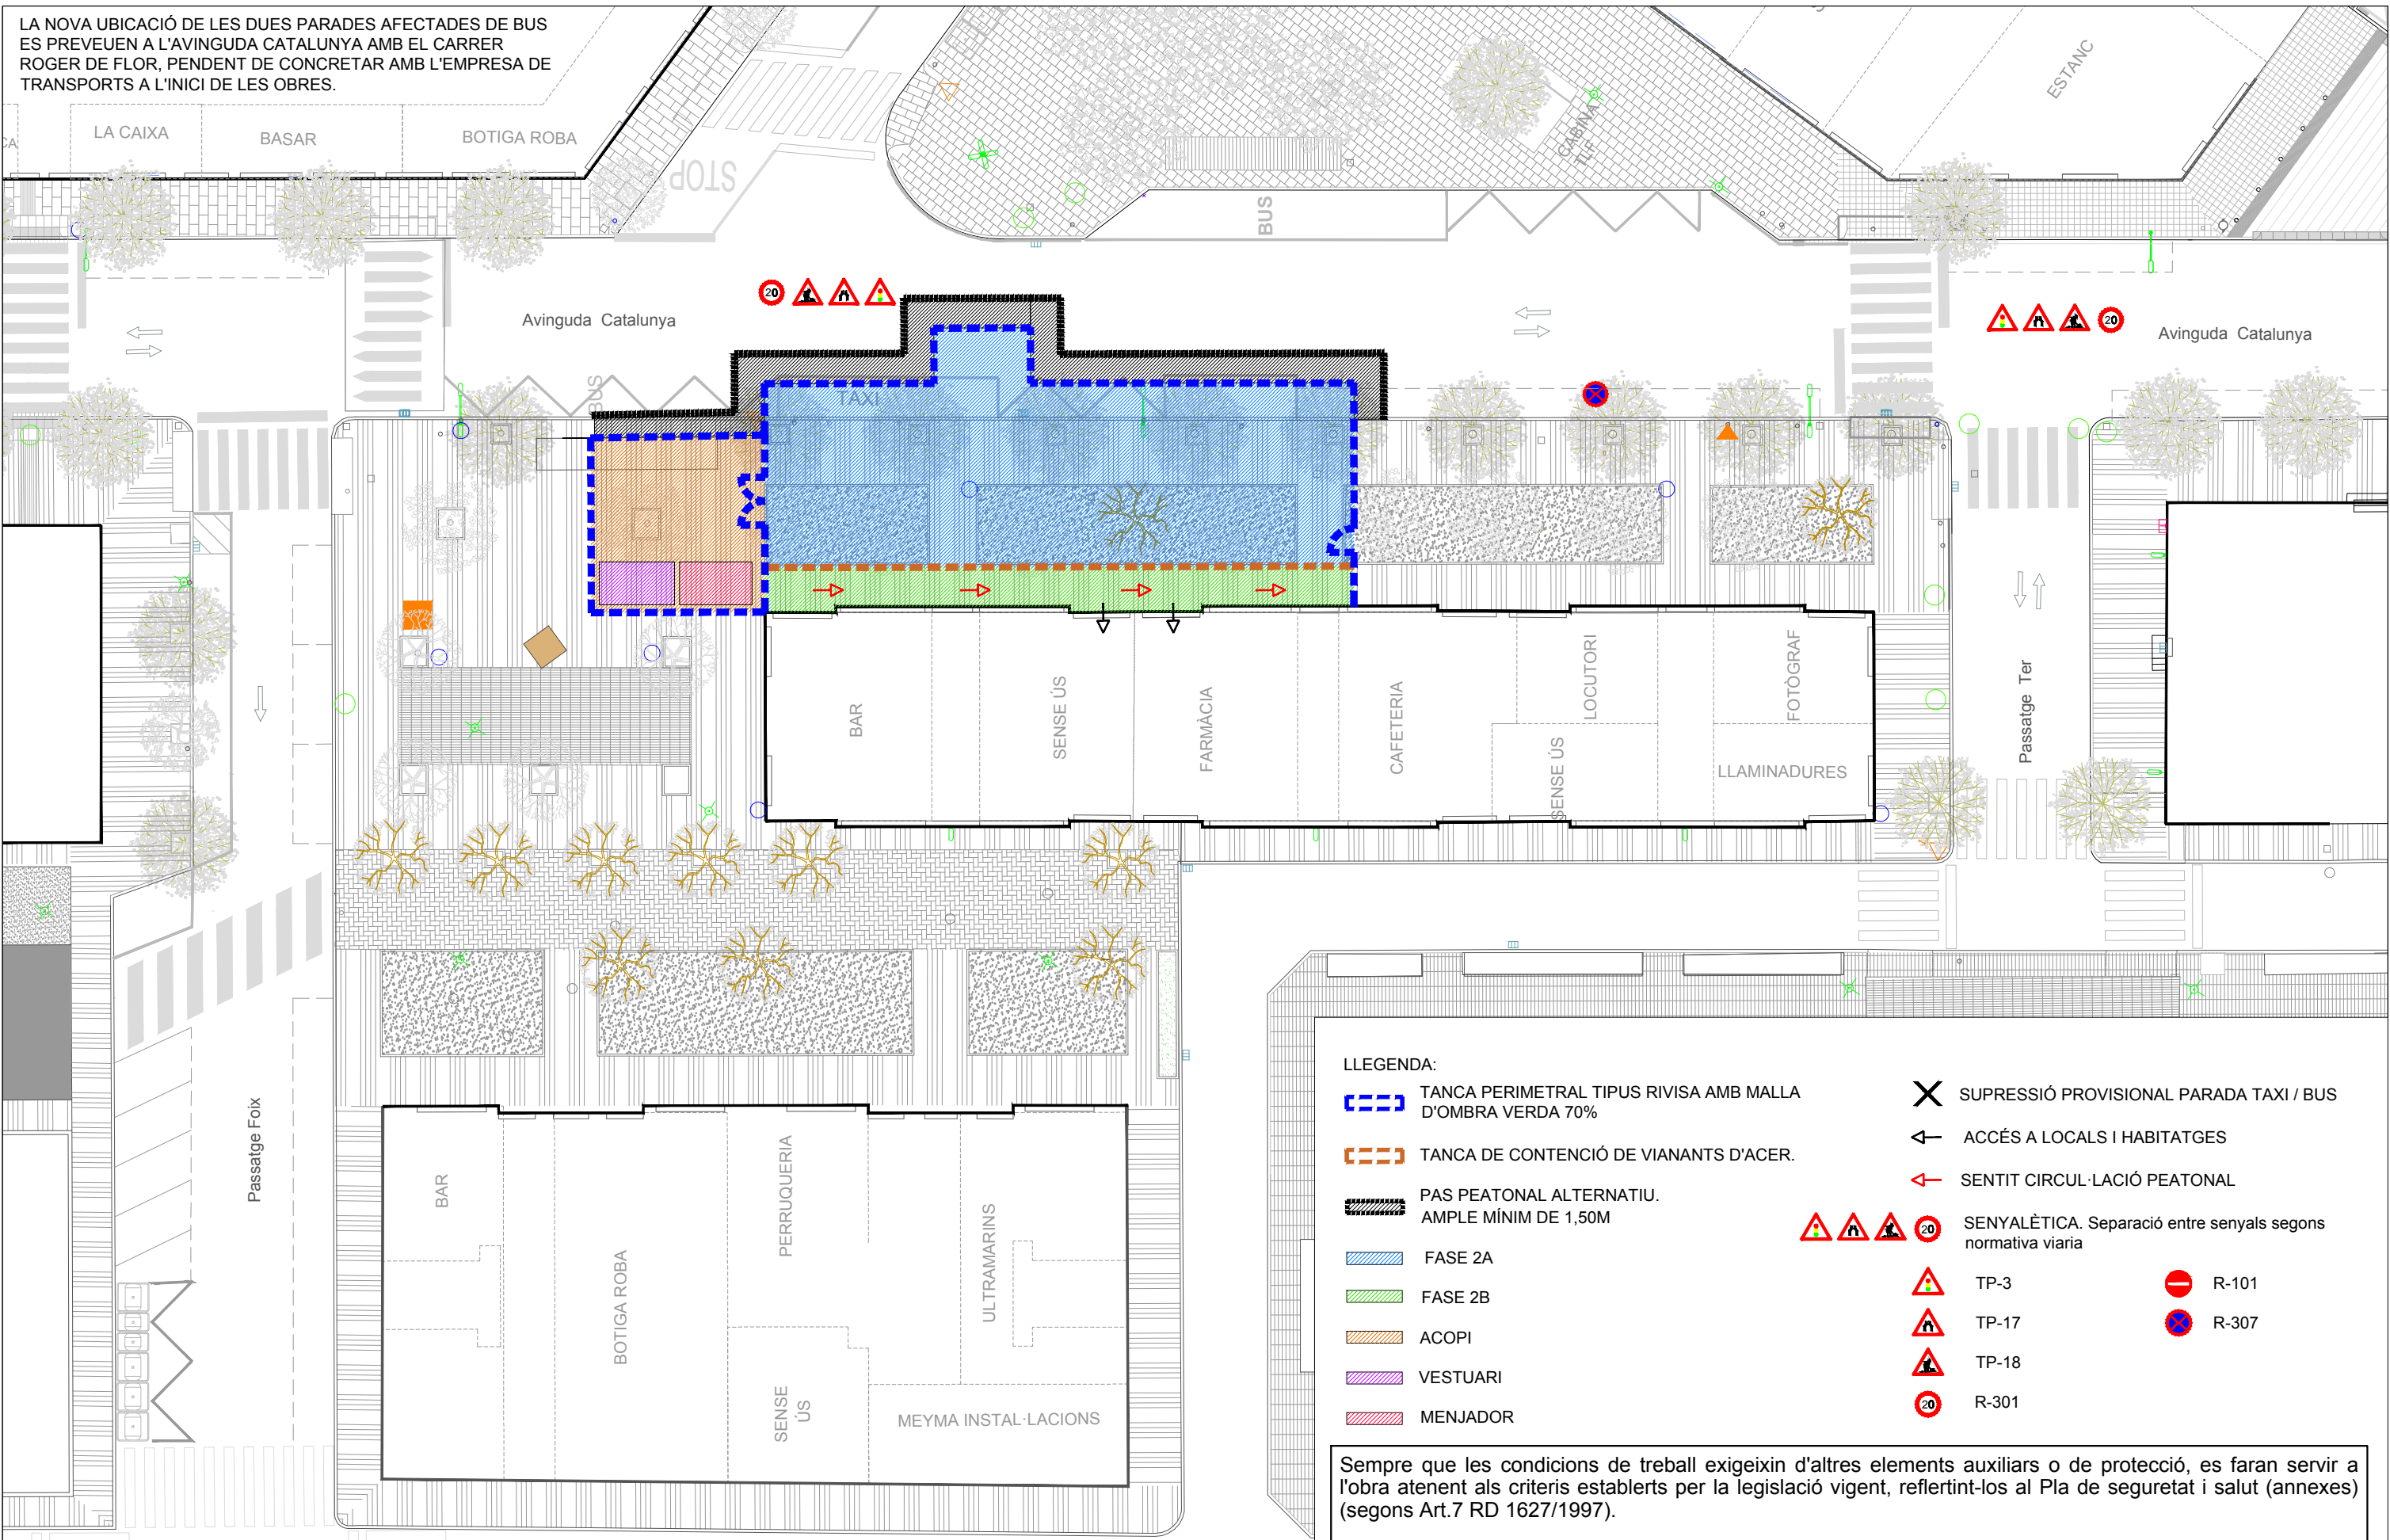 LA NOVA UBICACIÓ DE LES DUES PARADES AFECTADES DE BUS
ES PREVEUEN A L'AVINGUDA CATALUNYA AMB EL CARRER
ROGER DE FLOR, PENDENT DE CONCRETAR AMB L'EMPRESA DE
TRANSPORTS A L'INICI DE LES OBRES.
CA
LA CAIXA
BASAR
BOTIGA ROBA
STOP
BUS
CABINA
TLF
ESTANC
20
Avinguda Catalunya
20
Avinguda Catalunya
BUS
TAXI
BAR
SENSE ÚS
FARMÀCIA
CAFETERIA
LOCUTORI
SENSE ÚS
FOTÒGRAF
LLAMINADURES
Passatge Ter
Passatge Foix
BAR
BOTIGA ROBA
PERRUQUERIA
SENSE
ÚS
ULTRAMARINS
MEYMA INSTAL·LACIONS
LLEGENDA:
TANCA PERIMETRAL TIPUS RIVISA AMB MALLA
D'OMBRA VERDA 70%
TANCA DE CONTENCIÓ DE VIANANTS D'ACER.
PAS PEATONAL ALTERNATIU.
AMPLE MÍNIM DE 1,50M
FASE 2A
FASE 2B
ACOPI
VESTUARI
MENJADOR
SUPRESSIÓ PROVISIONAL PARADA TAXI / BUS
ACCÉS A LOCALS I HABITATGES
SENTIT CIRCUL·LACIÓ PEATONAL
20
SENYALÈTICA. Separació entre senyals segons
normativa viaria
TP-3
R-101
TP-17
R-307
TP-18
20
R-301
Sempre que les condicions de treball exigeixin d'altres elements auxiliars o de protecció, es faran servir a
l'obra atenent als criteris establerts per la legislació vigent, reflertint-los al Pla de seguretat i salut (annexes)
(segons Art.7 RD 1627/1997).